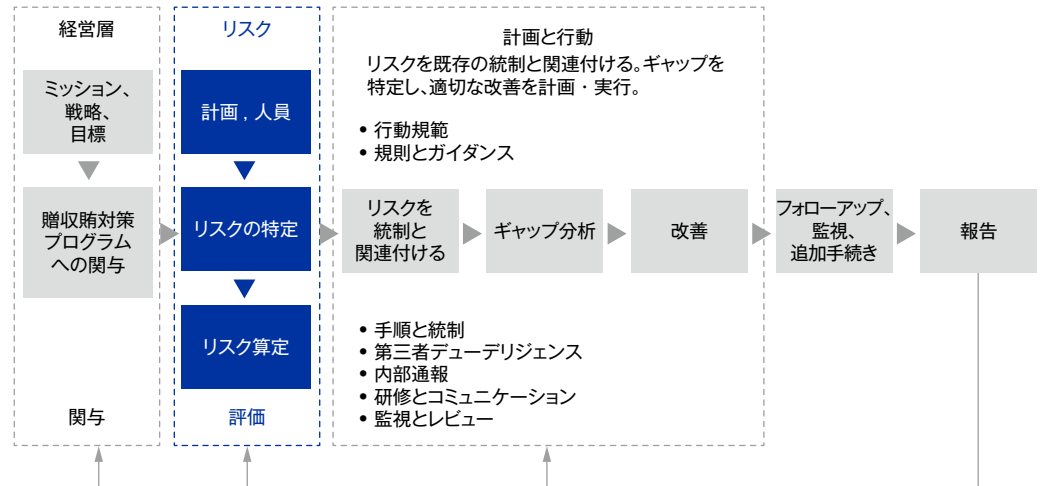 経営層
ミッション、
戦略、
目標
贈収賄対策
プログラム
への関与
関与
リスク
計画 , 人員
リスクの特定
リスク算定
評価
計画と行動
リスクを既存の統制と関連付ける。ギャップを
特定し、適切な改善を計画・実行。
• 行動規範
• 規則とガイダンス
リスクを
統制と
関連付ける
ギャップ分析
改善
• 手順と統制
• 第三者デューデリジェンス
• 内部通報
• 研修とコミュニケーション
• 監視とレビュー
フォローアップ、
監視、
追加手続き
報告